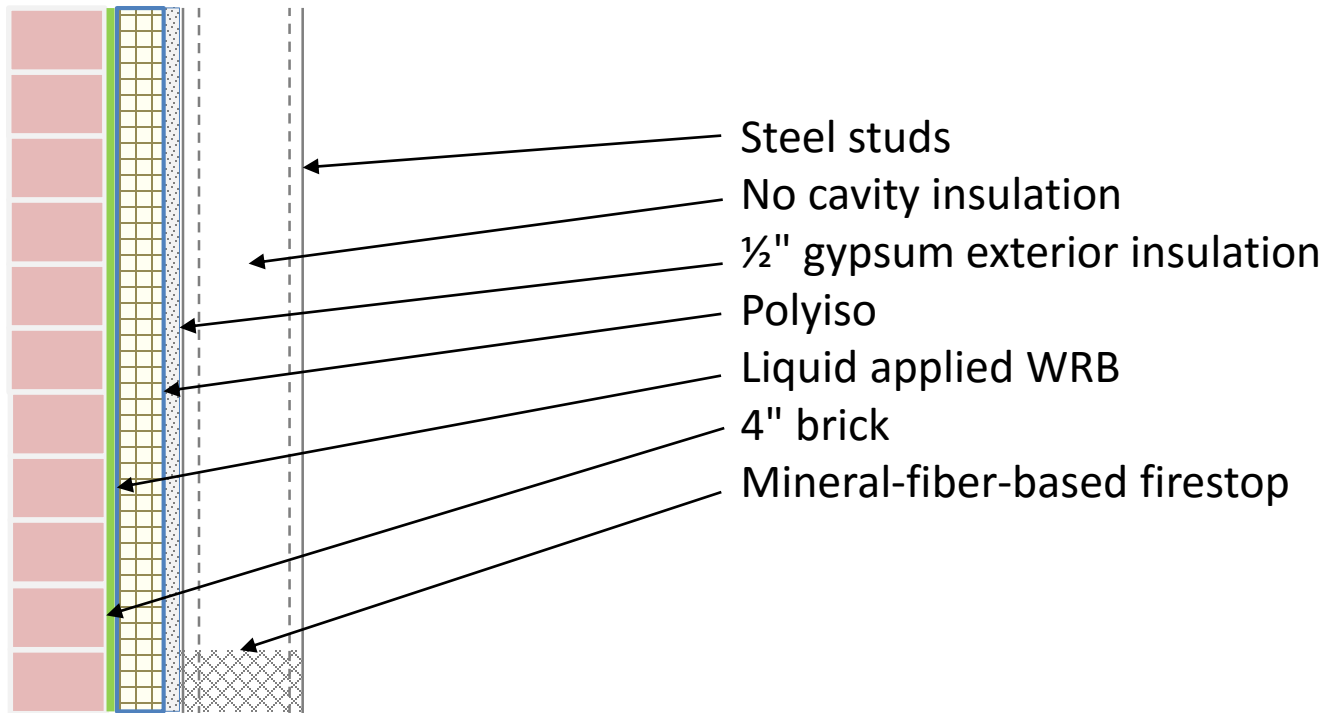 Steel studs
No cavity insulation
½" gypsum exterior insulation
Polyiso
Liquid applied WRB
4" brick
Mineral-fiber-based firestop